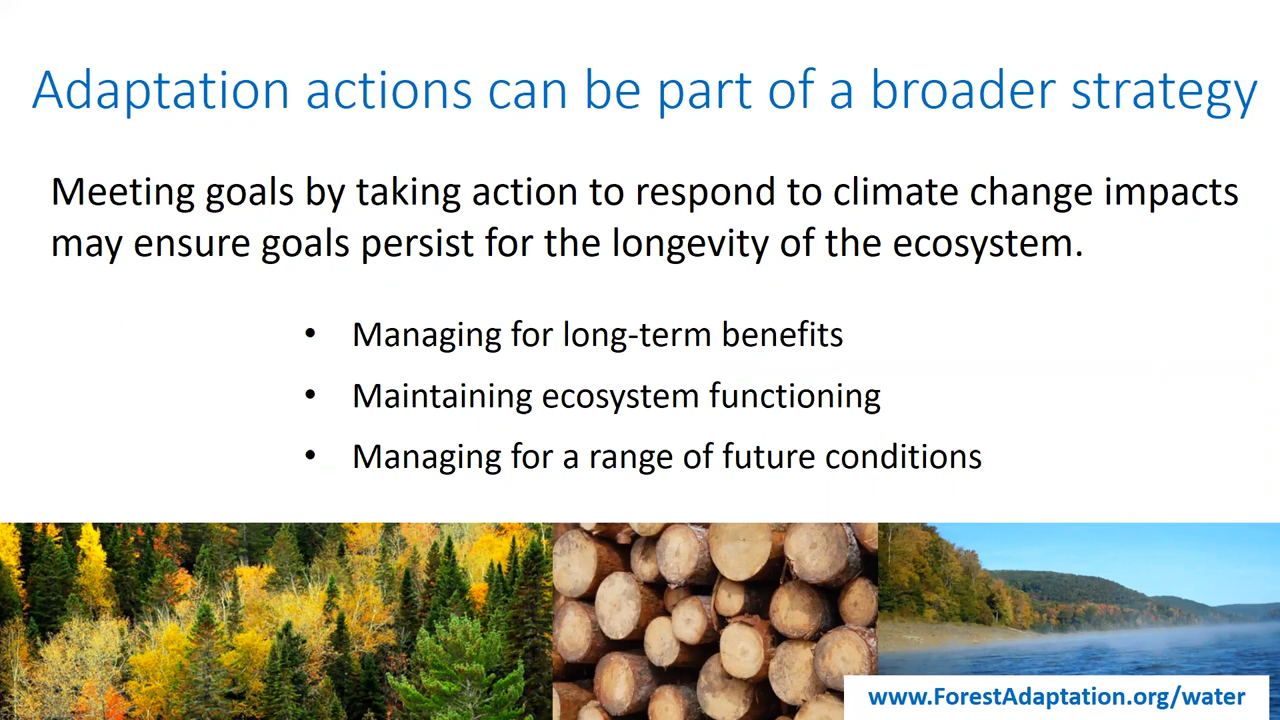 Adaptation actions can be part of a broader strategy
Meeting goals by taking action to respond to climate change impacts
may ensure goals persist for the longevity of the ecosystem.
• Managing for long-term benefits
• Maintaining ecosystem functioning
• Managing for a range of future conditions
www.ForestAdaptation.org/water